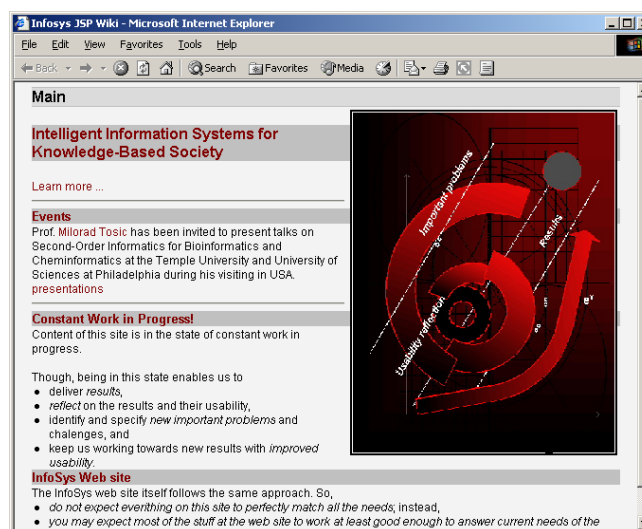 Infosys JSP Wiki - Microsoft Internet Explorer
File Edit View Favorites Tools Help
Back Search Favorites Media
Main
Intelligent Information Systems for
Knowledge-Based Society
Learn more ...
Events
Prof. Milorad Tosic has been invited to present talks on
Second-Order Informatics for Bioinformatics and
Cheminformatics at the Temple University and University of
Sciences at Philadelphia during his visiting in USA.
presentations
Constant Work in Progress!
Content of this site is in the state of constant work in
progress.
Though, being in this state enables us to
● deliver results,
● reflect on the results and their usability,
● identify and specify new important problems and
chalenges, and
● keep us working towards new results with improved
usability.
Important problems
Results
Usability reflection
InfoSys Web site
The InfoSys web site itself follows the same approach. So,
● do not expect everithing on this site to perfectly match all the needs; instead,
● you may expect most of the stuff at the web site to work at least good enough to answer current needs of the